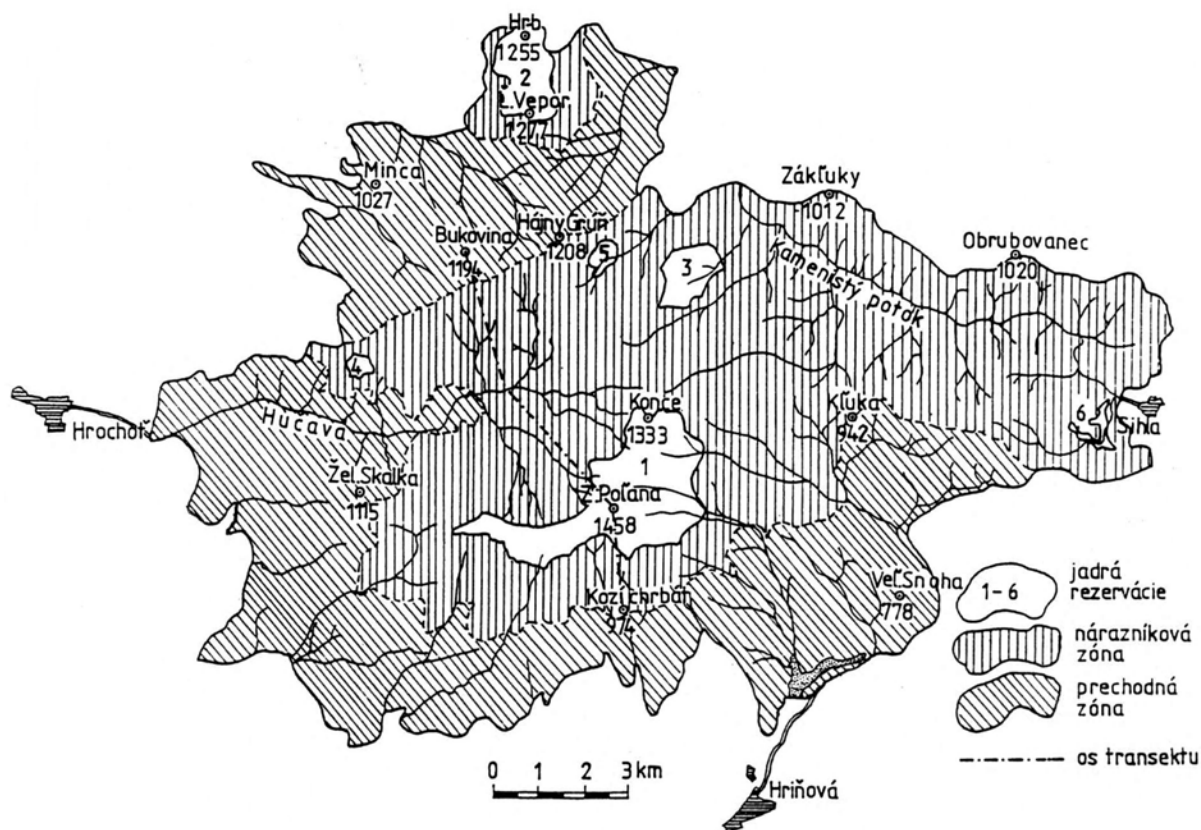 Hrb
1255
2
L.Vepor
1277
Minca
1027
Zákľuky
1012
Hájny Grúň
1208
5
Bukovina
1194
3
Obrubovanec
1020
Kamenistý potok
4
Hučava
Hrochoť
Konce
1333
Kľuka
942
6
Sihla
1
Žel.Skalka
1115
Z.Poľana
1458
Veľ.Snoha
778
Kozí chrbát
974
1-6
jadrá
rezervácie
nárazníková
zóna
prechodná
zóna
os transektu
0 1 2 3 km
Hriňová